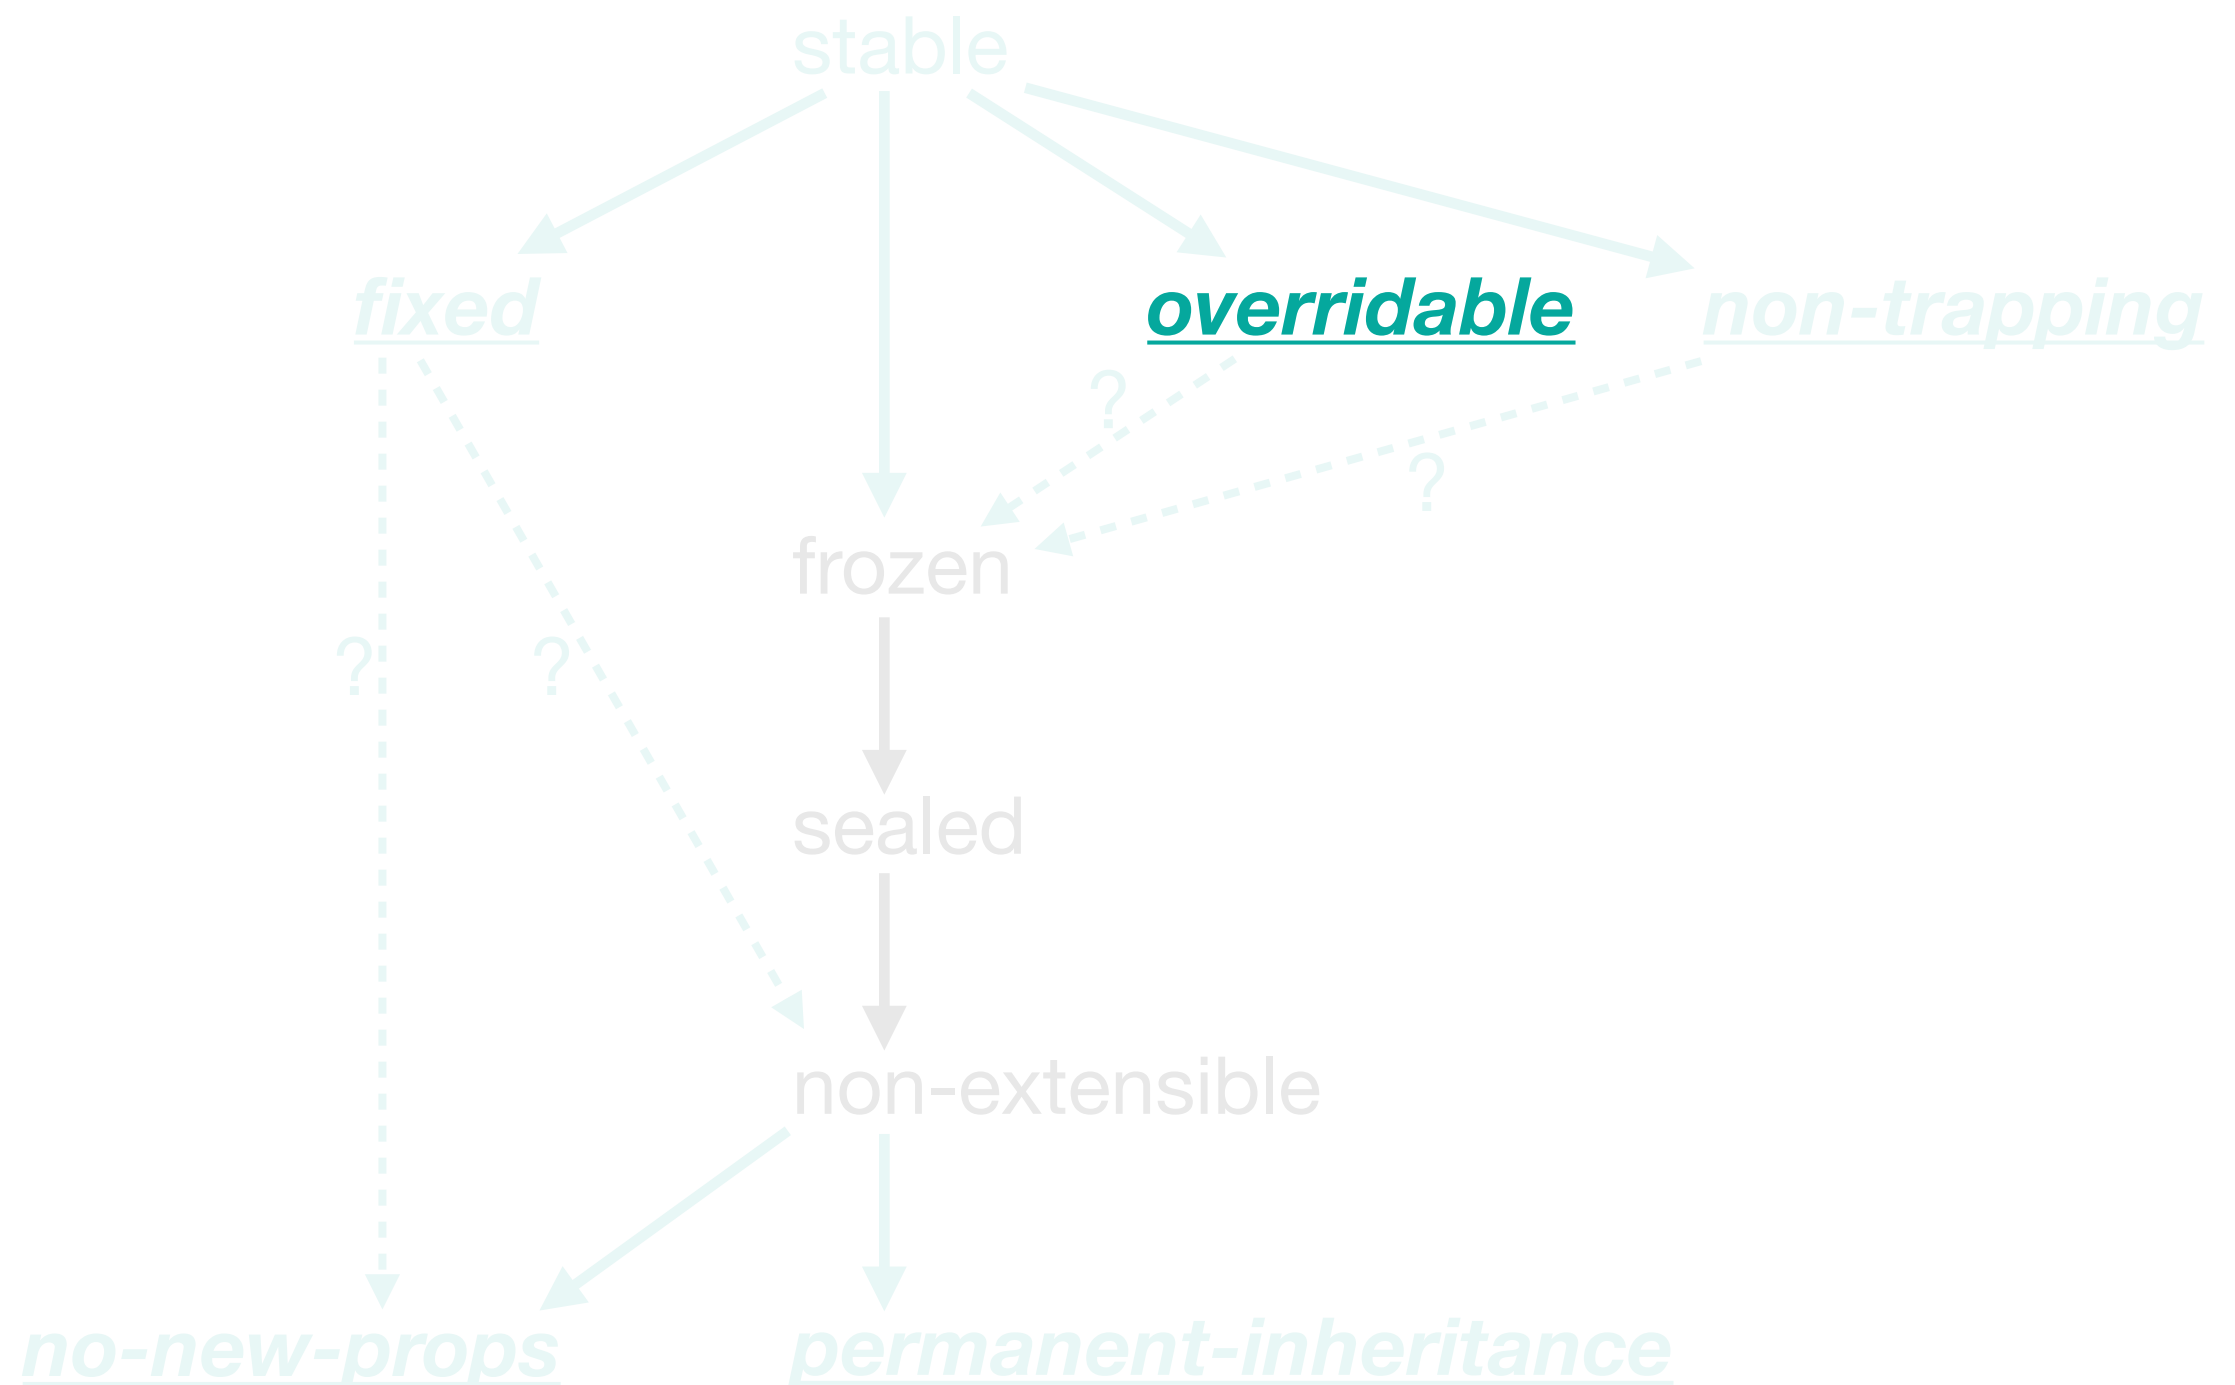 stable
fixed
overridable
non-trapping
?
?
frozen
?
?
sealed
non-extensible
no-new-props
permanent-inheritance